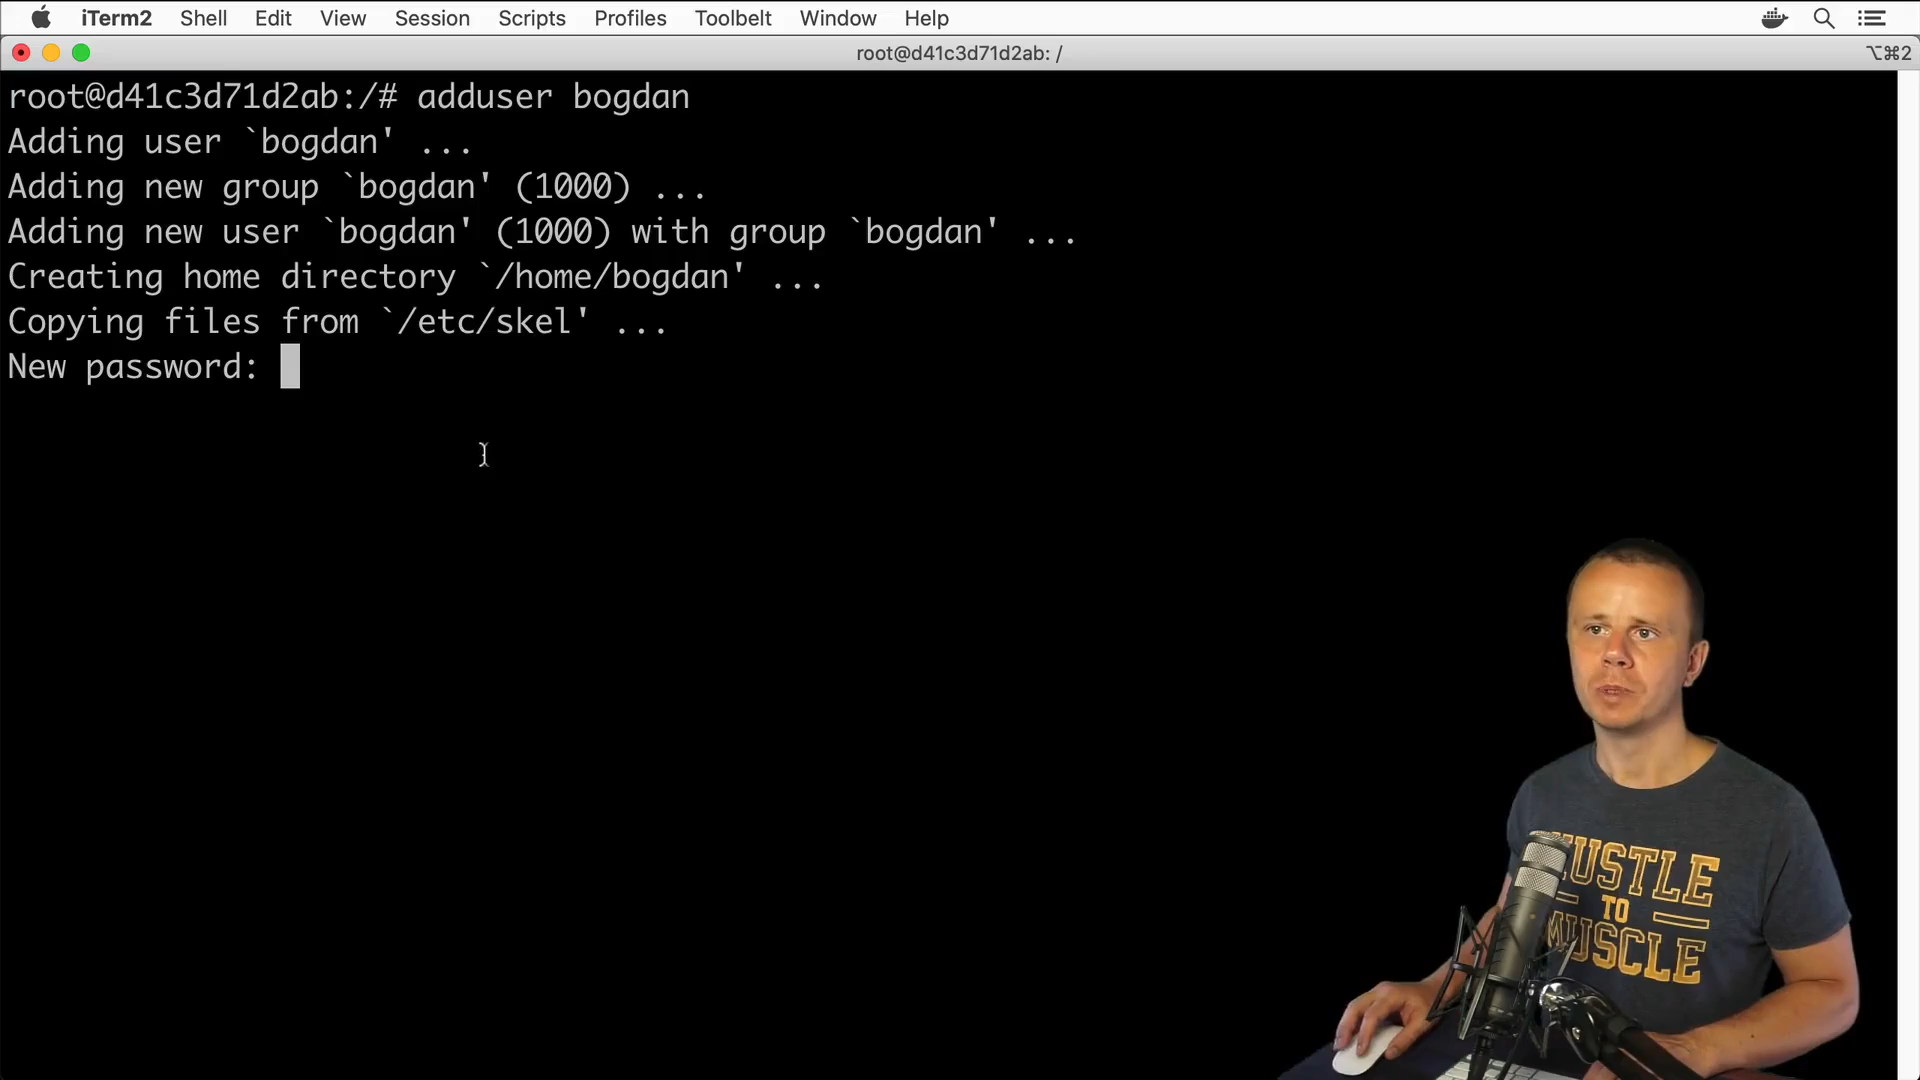 iTerm2 Shell Edit View Session Scripts Profiles Toolbelt Window Help
root@d41c3d71d2ab: /
⌥⌘2
root@d41c3d71d2ab:/# adduser bogdan
Adding user `bogdan' ...
Adding new group `bogdan' (1000) ...
Adding new user `bogdan' (1000) with group `bogdan' ...
Creating home directory `/home/bogdan' ...
Copying files from `/etc/skel' ...
New password:
HUSTLE
TO
MUSCLE